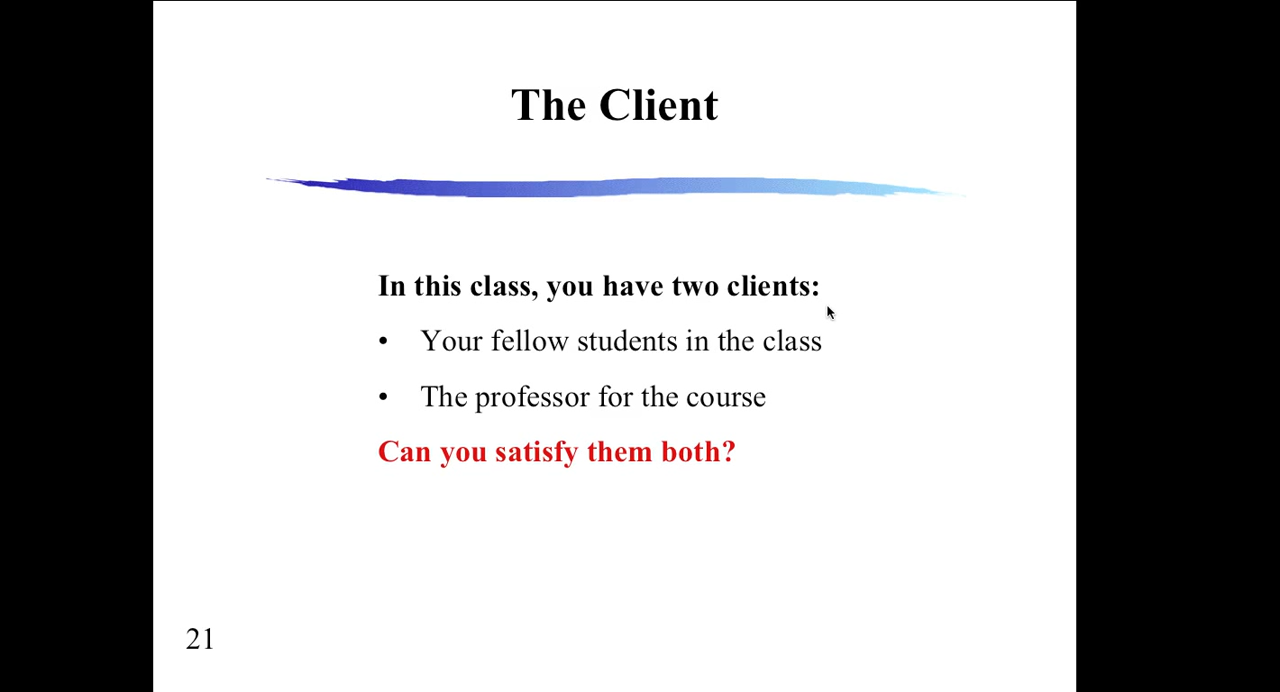 The Client
In this class, you have two clients:
• Your fellow students in the class
• The professor for the course
Can you satisfy them both?
21